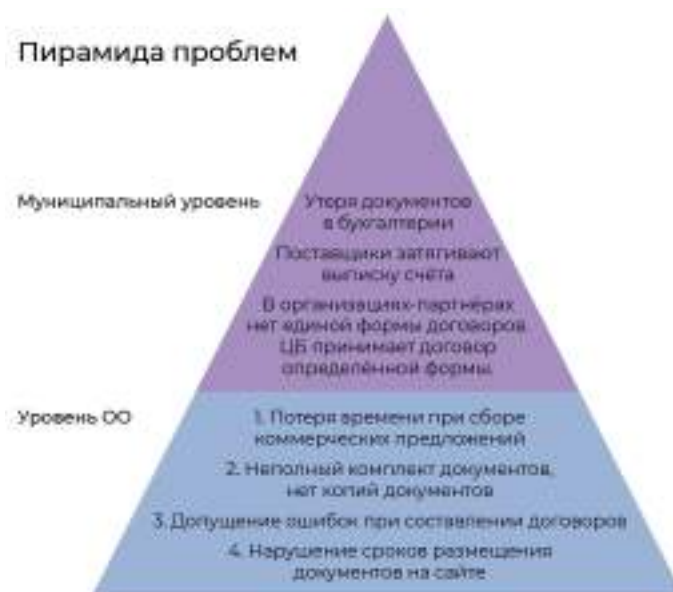 Пирамида проблем
Муниципальный уровень
Утеря документов
в бухгалтерии
Поставщики затягивают
выписку счёта
В организациях-партнёрах
нет единой формы договоров
ЦБ принимает договор
определённой формы
Уровень ОО
1. Потеря времени при сборе
коммерческих предложений
2. Неполный комплект документов,
нет копий документов
3. Допущение ошибок при составлении договоров
4. Нарушение сроков размещения
документов на сайте